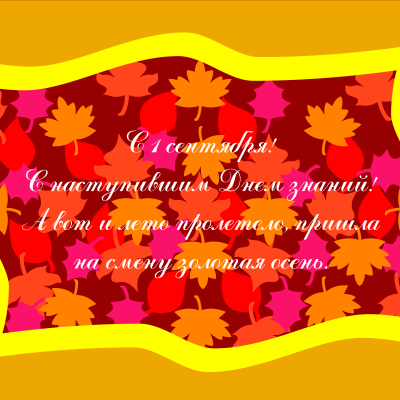 С 1 сентября!
С наступившим Днем знаний!
А вот и лето пролетело, пришла
на смену золотая осень.